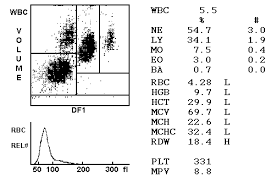 WBC
V
O
L
U
M
E
DF1
RBC
REL#
50 100 200 300 fl
WBC 5.5
% #
NE 54.7 3.0
LY 34.1 1.9
MO 7.5 0.4
EO 3.0 0.2
BA 0.7 0.0
RBC 4.28 L
HGB 9.7 L
HCT 29.9 L
MCV 69.7 L
MCH 22.6 L
MCHC 32.4 L
RDW 18.4 H
PLT 331
MPV 8.8